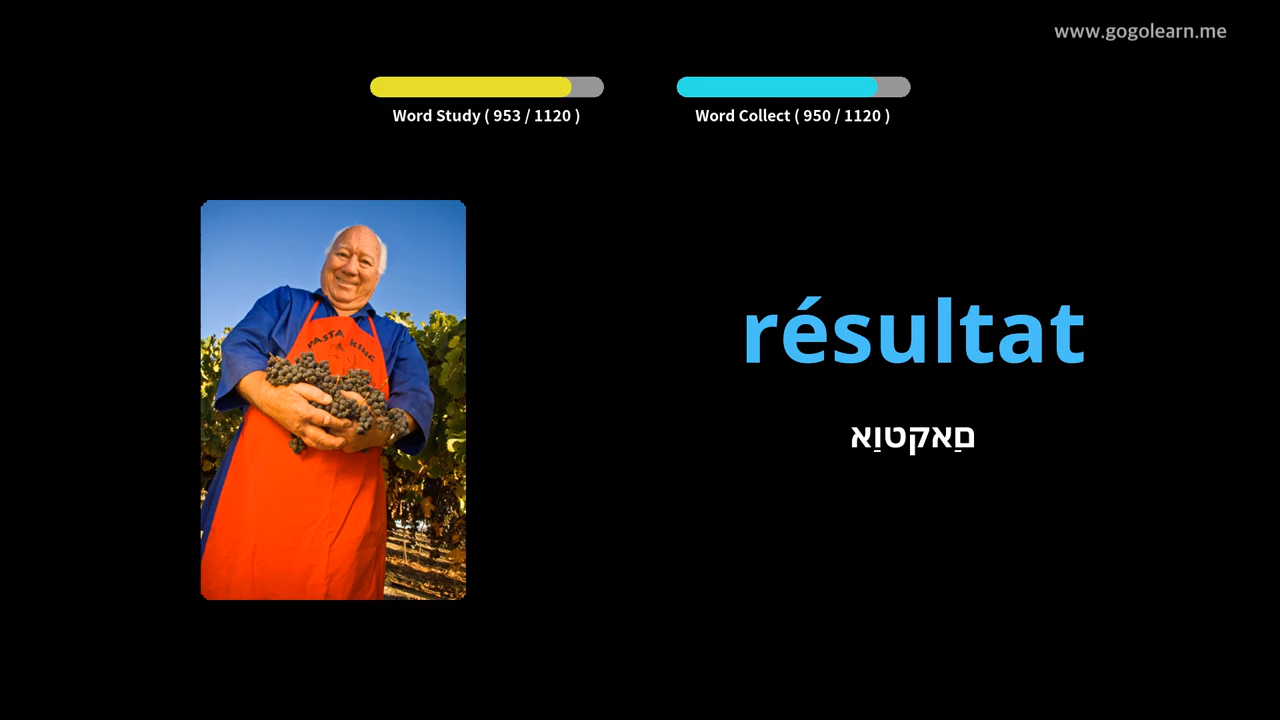 www.gogolearn.me
Word Study ( 953 / 1120 )
Word Collect ( 950 / 1120 )
PASTA KING
résultat
םַאקטוַא